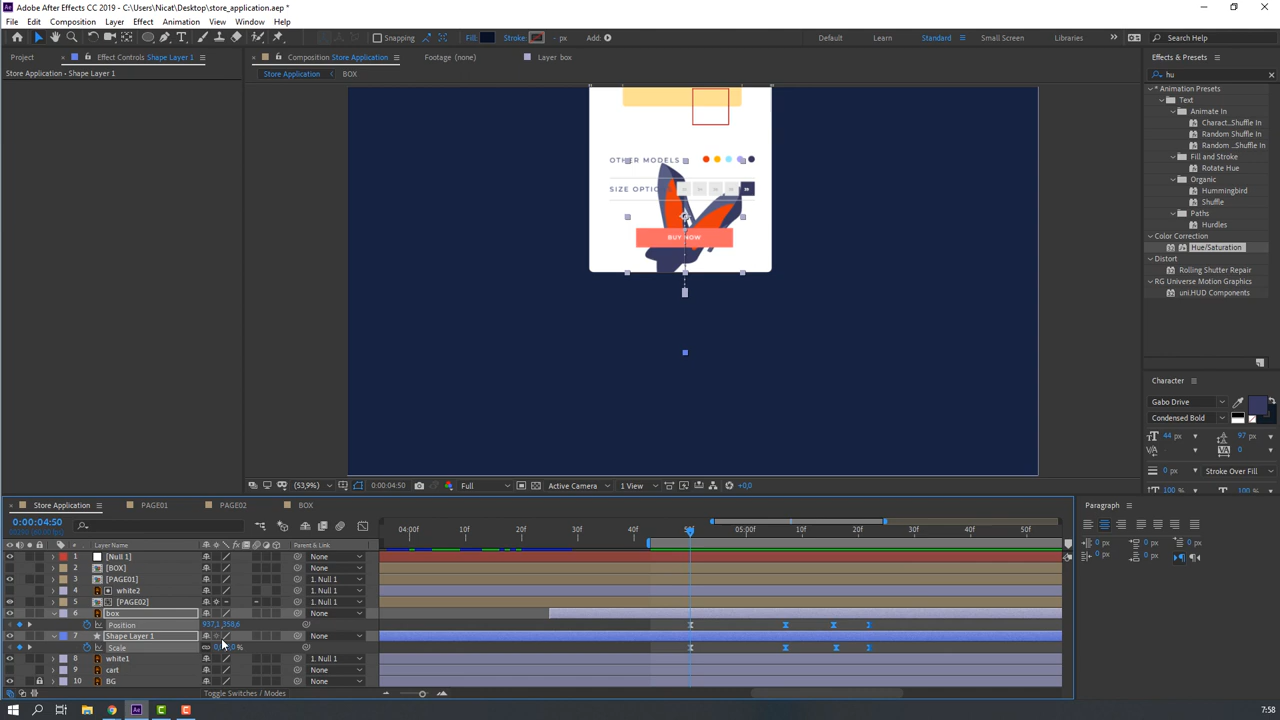 Adobe After Effects CC 2019 - C:\Users\Nicat\Desktop\store_application.aep *
File Edit Composition Layer Effect Animation View Window Help
Snapping Fill: Stroke: - px Add: Default Learn Standard Small Screen Libraries Search Help
Project Effect Controls Shape Layer 1 Composition Store Application Footage (none) Layer box Effects & Presets
Store Application • Shape Layer 1 Store Application BOX hu
* Animation Presets
Text
Animate In
Charact...Shuffle In
Random Shuffle In
Random ...Shuffle In
Fill and Stroke
Rotate Hue
Organic
Hummingbird
Shuffle
Paths
Hurdles
Color Correction
Hue/Saturation
Distort
Rolling Shutter Repair
RG Universe Motion Graphics
uni.HUD Components
OTHER MODELS
SIZE OPTIO
BUY NOW
Character
Gabo Drive
Condensed Bold
44 px 97 px
VA VA 0
px Stroke Over Fill
100 % 100 %
(53,9%) 0:00:04:50 Full Active Camera 1 View +0,0
Store Application PAGE01 PAGE02 BOX
0:00:04:50
Layer Name Parent & Link
04:00f 10f 20f 30f 40f 50f 05:00f 10f 20f 30f 40f 50f
1 [Null 1] None
2 [BOX] None
3 [PAGE01] 1. Null 1
4 white2 1. Null 1
5 [PAGE02] 1. Null 1
6 box None
Position 937,1,358,6
7 Shape Layer 1 None
Scale
8 white1 1. Null 1
9 cart None
10 BG None
Toggle Switches / Modes
Paragraph
0 px 0 px 0 px
0 px 0 px
7:58